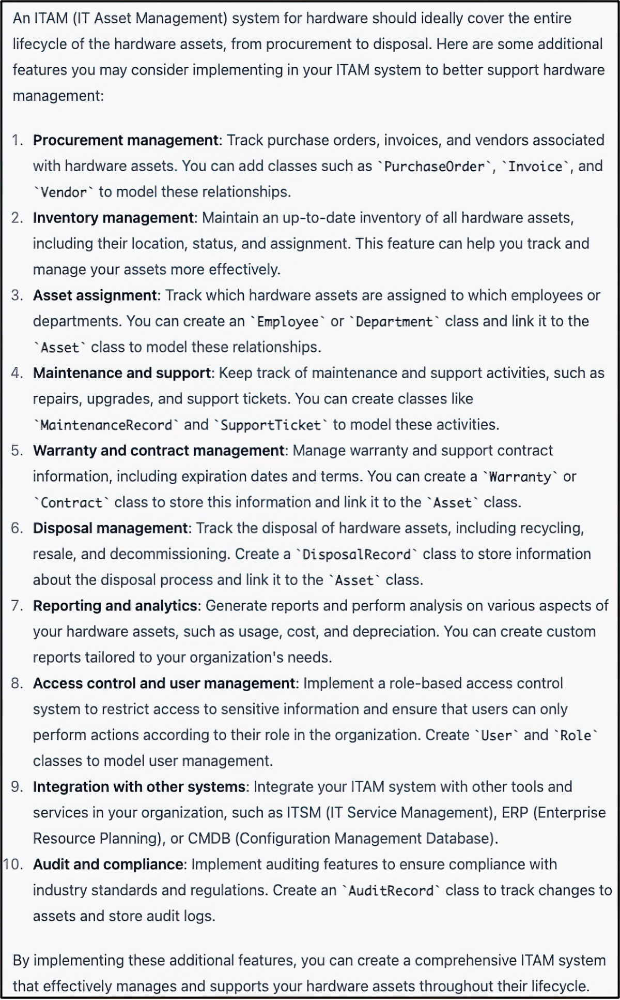 An ITAM (IT Asset Management) system for hardware should ideally cover the entire
lifecycle of the hardware assets, from procurement to disposal. Here are some additional
features you may consider implementing in your ITAM system to better support hardware
management:
1. Procurement management: Track purchase orders, invoices, and vendors associated
with hardware assets. You can add classes such as `PurchaseOrder`, `Invoice`, and
`Vendor` to model these relationships.
2. Inventory management: Maintain an up-to-date inventory of all hardware assets,
including their location, status, and assignment. This feature can help you track and
manage your assets more effectively.
3. Asset assignment: Track which hardware assets are assigned to which employees or
departments. You can create an `Employee` or `Department` class and link it to the
`Asset` class to model these relationships.
4. Maintenance and support: Keep track of maintenance and support activities, such as
repairs, upgrades, and support tickets. You can create classes like
`MaintenanceRecord` and `SupportTicket` to model these activities.
5. Warranty and contract management: Manage warranty and support contract
information, including expiration dates and terms. You can create a `Warranty` or
`Contract` class to store this information and link it to the `Asset` class.
6. Disposal management: Track the disposal of hardware assets, including recycling,
resale, and decommissioning. Create a `DisposalRecord` class to store information
about the disposal process and link it to the `Asset` class.
7. Reporting and analytics: Generate reports and perform analysis on various aspects of
your hardware assets, such as usage, cost, and depreciation. You can create custom
reports tailored to your organization's needs.
8. Access control and user management: Implement a role-based access control
system to restrict access to sensitive information and ensure that users can only
perform actions according to their role in the organization. Create `User` and `Role`
classes to model user management.
9. Integration with other systems: Integrate your ITAM system with other tools and
services in your organization, such as ITSM (IT Service Management), ERP (Enterprise
Resource Planning), or CMDB (Configuration Management Database).
10. Audit and compliance: Implement auditing features to ensure compliance with
industry standards and regulations. Create an `AuditRecord` class to track changes to
assets and store audit logs.
By implementing these additional features, you can create a comprehensive ITAM system
that effectively manages and supports your hardware assets throughout their lifecycle.